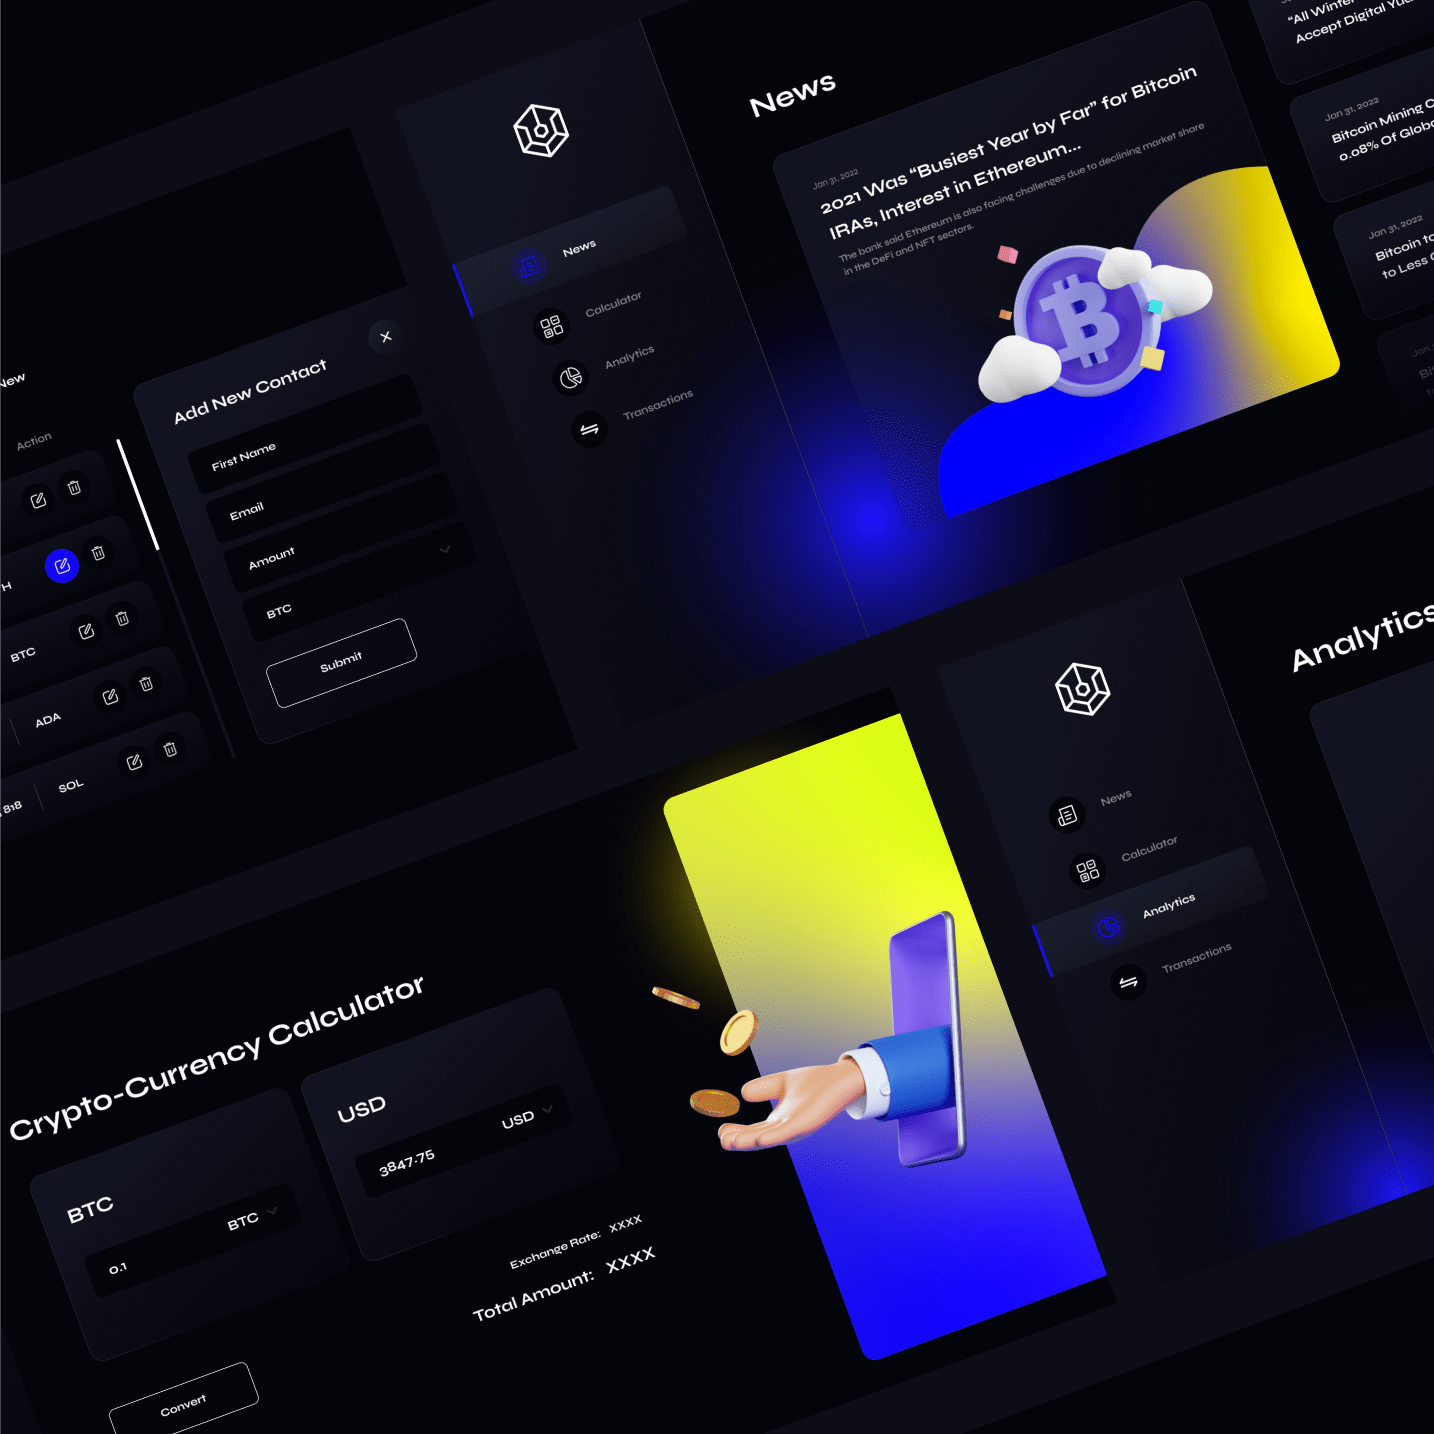 New
Action
H
BTC
ADA
818
SOL
Add New Contact
First Name
Email
Amount
BTC
Submit
News
Calculator
Analytics
Transactions
News
Jan 31, 2022
2021 Was “Busiest Year by Far” for Bitcoin
IRAs, Interest in Ethereum...
The bank said Ethereum is also facing challenges due to declining market share
in the DeFi and NFT sectors.
“All Winter
Accept Digital Yua
Jan 31, 2022
Bitcoin Mining
0.08% Of Globa
Jan 31, 2022
Bitcoin to
to Less
Jan
Crypto-Currency Calculator
BTC
0.1
BTC
USD
3847.75
USD
Exchange Rate: XXXX
Total Amount: XXXX
Convert
News
Calculator
Analytics
Transactions
Analytics